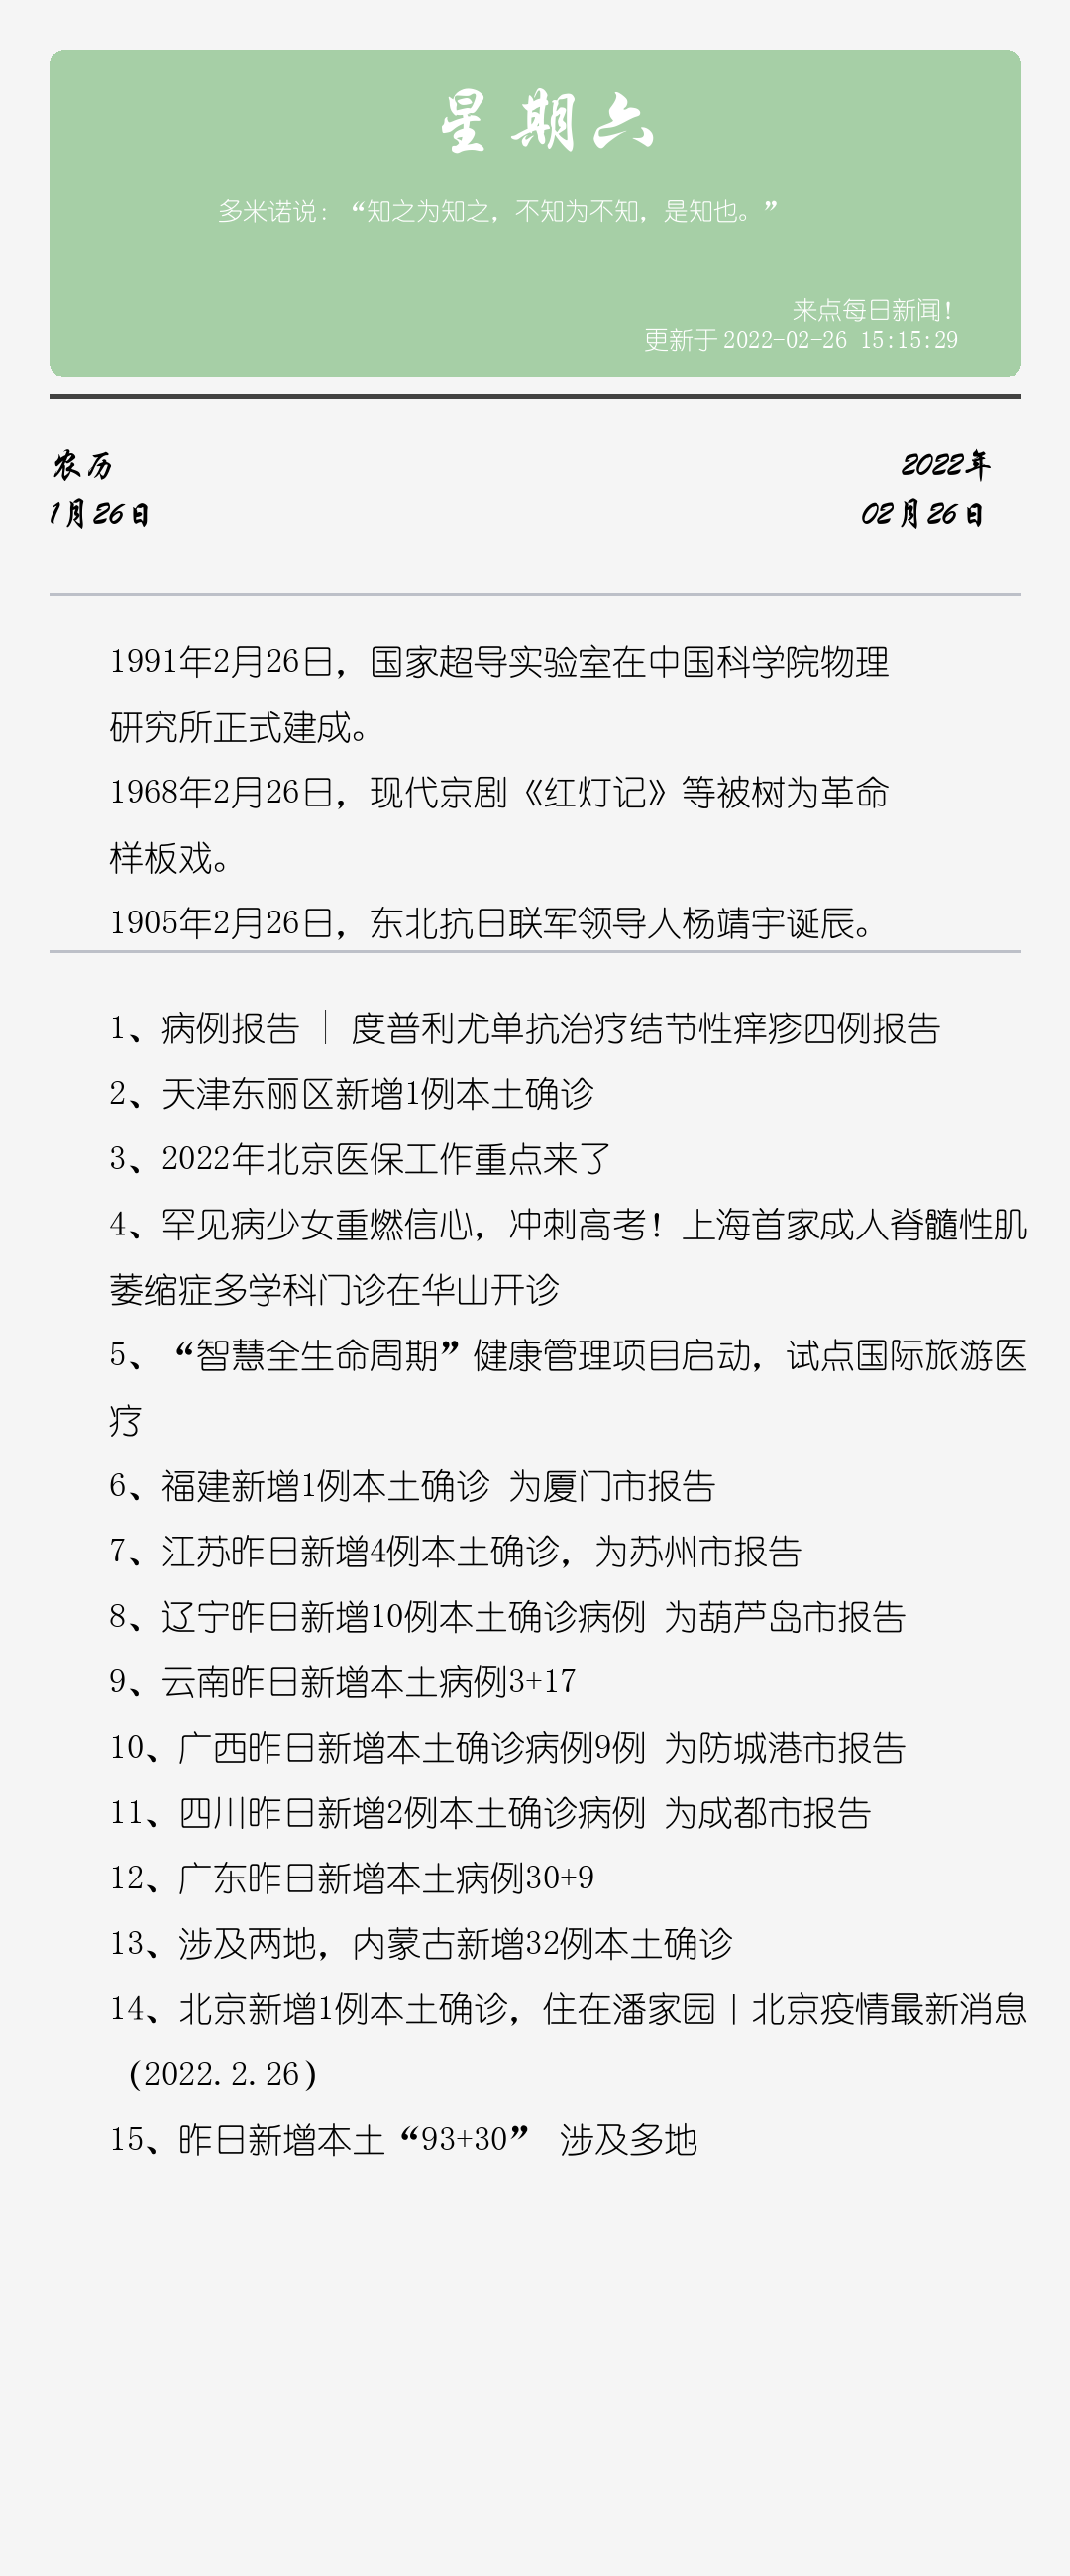 星期六
多米诺说：“知之为知之，不知为不知，是知也。”
来点每日新闻！
更新于 2022-02-26 15:15:29
农历
1月26日
2022年
02月26日
1991年2月26日，国家超导实验室在中国科学院物理
研究所正式建成。
1968年2月26日，现代京剧《红灯记》等被树为革命
样板戏。
1905年2月26日，东北抗日联军领导人杨靖宇诞辰。
1、病例报告 │ 度普利尤单抗治疗结节性痒疹四例报告
2、天津东丽区新增1例本土确诊
3、2022年北京医保工作重点来了
4、罕见病少女重燃信心，冲刺高考！上海首家成人脊髓性肌
萎缩症多学科门诊在华山开诊
5、“智慧全生命周期”健康管理项目启动，试点国际旅游医
疗
6、福建新增1例本土确诊 为厦门市报告
7、江苏昨日新增4例本土确诊，为苏州市报告
8、辽宁昨日新增10例本土确诊病例 为葫芦岛市报告
9、云南昨日新增本土病例3+17
10、广西昨日新增本土确诊病例9例 为防城港市报告
11、四川昨日新增2例本土确诊病例 为成都市报告
12、广东昨日新增本土病例30+9
13、涉及两地，内蒙古新增32例本土确诊
14、北京新增1例本土确诊，住在潘家园丨北京疫情最新消息
（2022.2.26）
15、昨日新增本土“93+30” 涉及多地